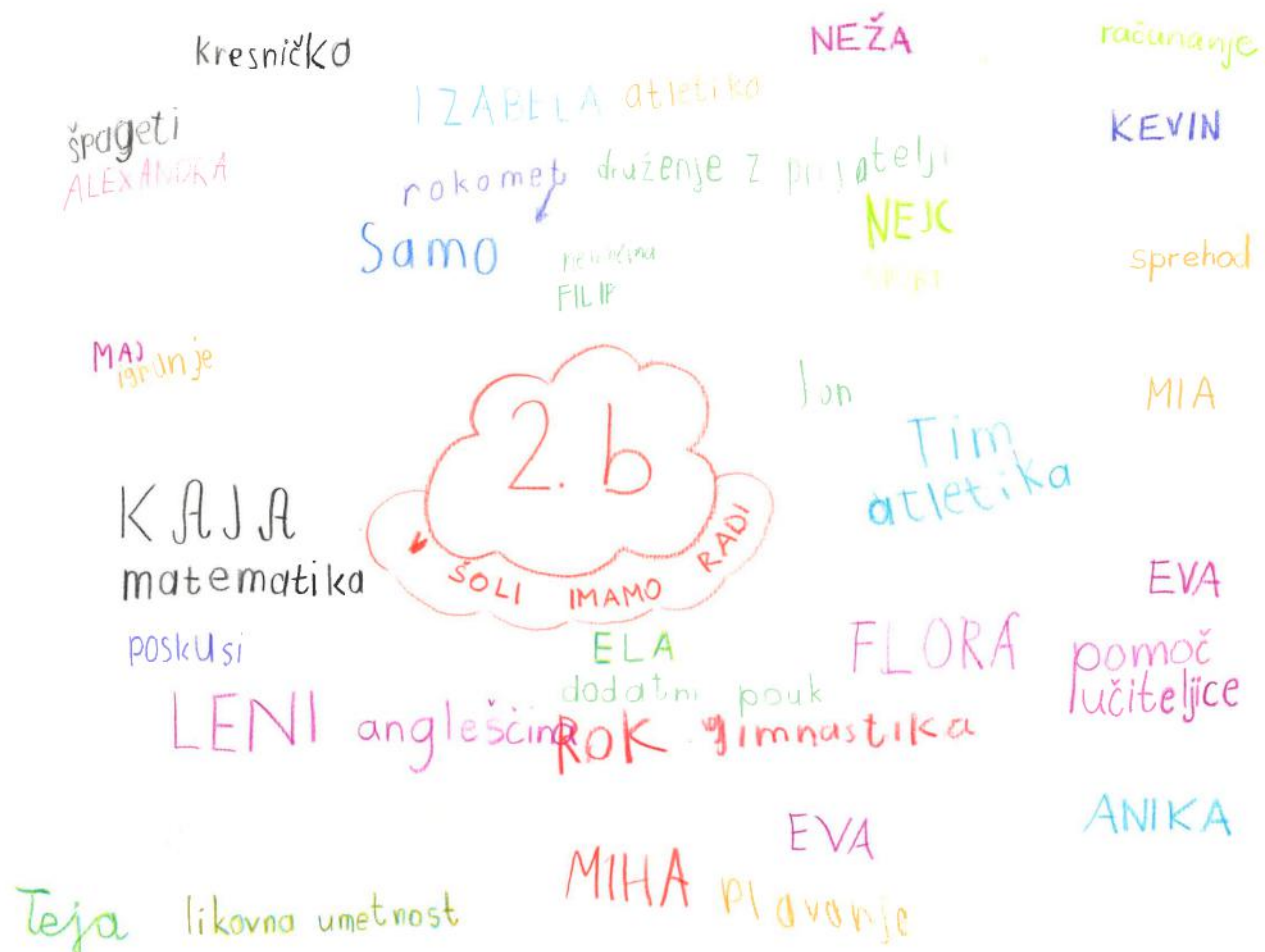 kresničko
NEŽA
računanje
IZABELA atletika
špageti
ALEXANDRA
KEVIN
rokomet
druženje z prijatelji
Samo
NEJC
sprehod
FILIP
MAJ
igranje
2. b
V ŠOLI IMAMO RADI
Jon
MIA
Tim
atletika
KAJA
matematika
EVA
poskusi
ELA
dodatni pouk
FLORA
pomoč
učiteljice
LENI angleščina
ROK gimnastika
ANIKA
EVA
MIHA plavanje
Teja likovna umetnost